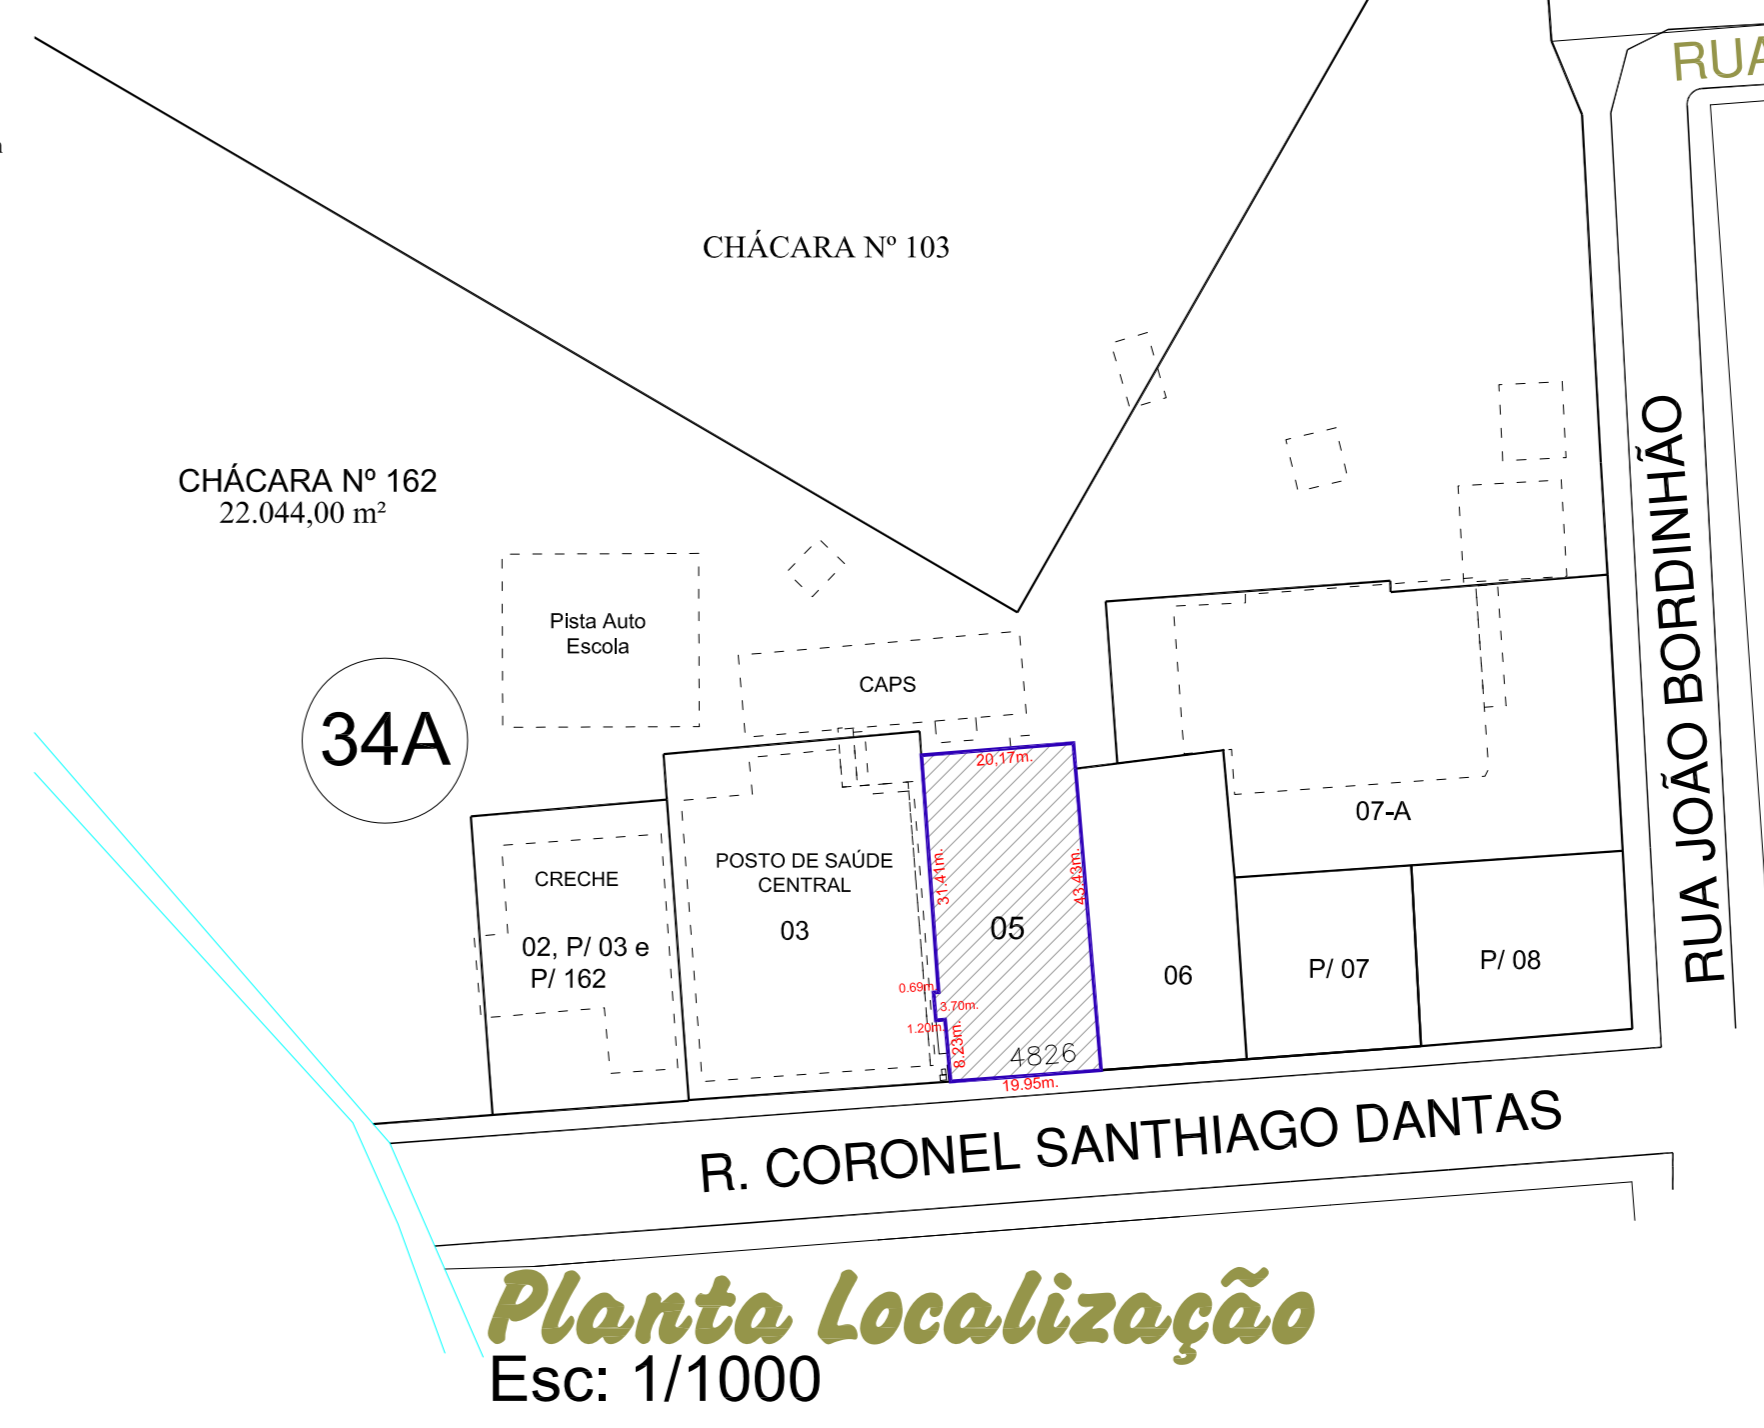 RUA
CHÁCARA Nº 103
CHÁCARA Nº 162
22.044,00 m²
RUA JOÃO BORDINHÃO
Pista Auto
Escola
CAPS
34A
20,17m.
07-A
POSTO DE SAÚDE
CENTRAL
03
CRECHE
02, P/ 03 e
P/ 162
31.41m.
43.43m.
05
06
P/ 07
P/ 08
0.69m.
3.70m.
1.20m.
8.23m.
4826
19.95m.
R. CORONEL SANTHIAGO DANTAS
Planta Localização
Esc: 1/1000